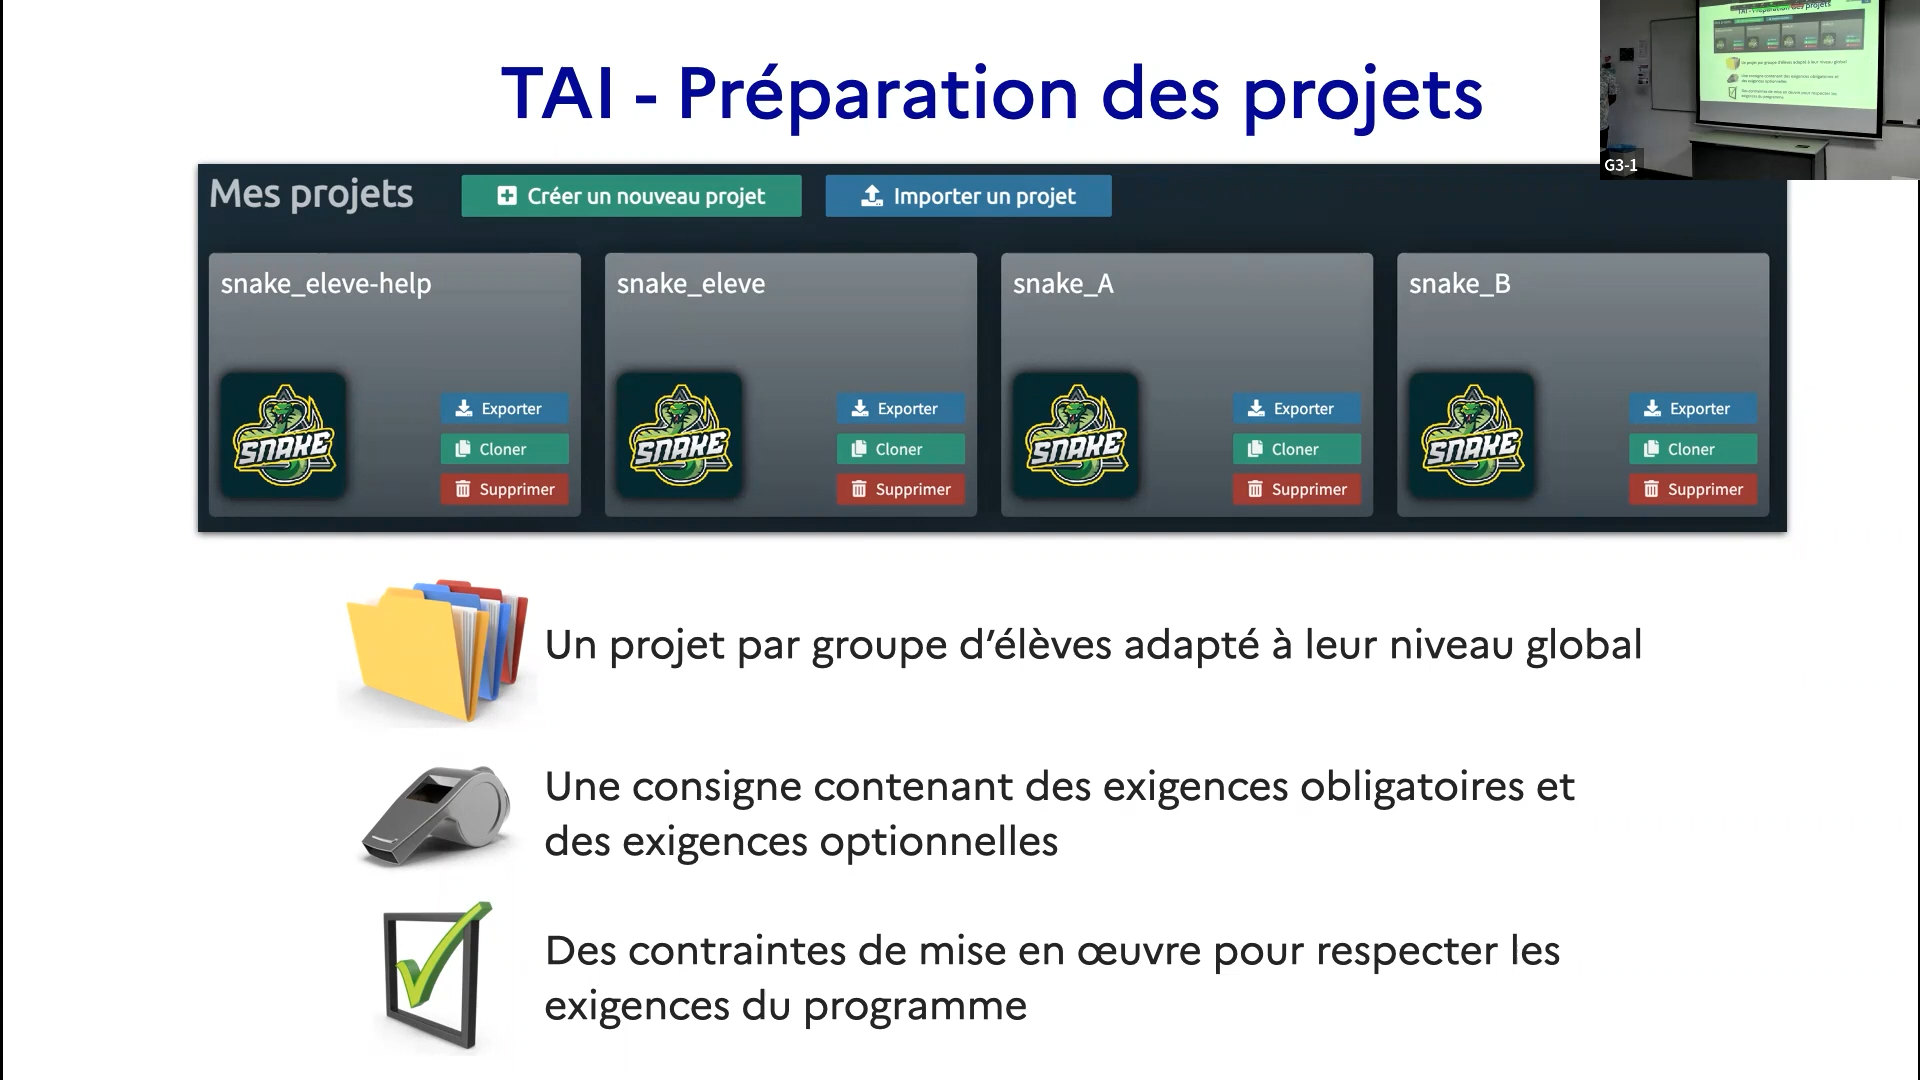 TAI - Préparation des projets
Mes projets
Créer un nouveau projet
Importer un projet
G3-1
snake_eleve-help
snake_eleve
snake_A
snake_B
SNAKE
Exporter
Cloner
Supprimer
SNAKE
Exporter
Cloner
Supprimer
SNAKE
Exporter
Cloner
Supprimer
SNAKE
Exporter
Cloner
Supprimer
Un projet par groupe d’élèves adapté à leur niveau global
Une consigne contenant des exigences obligatoires et
des exigences optionnelles
Des contraintes de mise en œuvre pour respecter les
exigences du programme